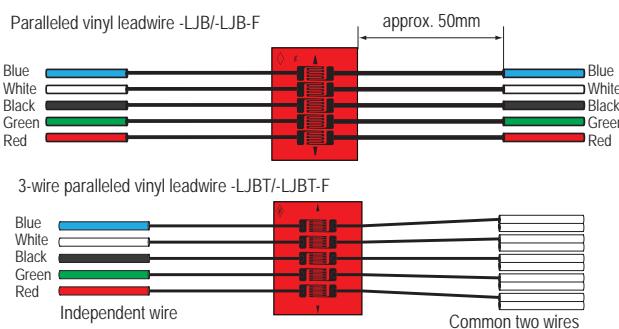 Paralleled vinyl leadwire -LJB/-LJB-F
approx. 50mm
Blue
White
Black
Green
Red
Blue
White
Black
Green
Red
3-wire paralleled vinyl leadwire -LJBT/-LJBT-F
Blue
White
Black
Green
Red
Independent wire
Common two wires